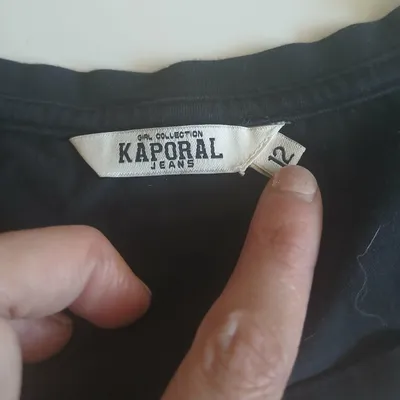 GIRL COLLECTION
KAPORAL
JEANS
12